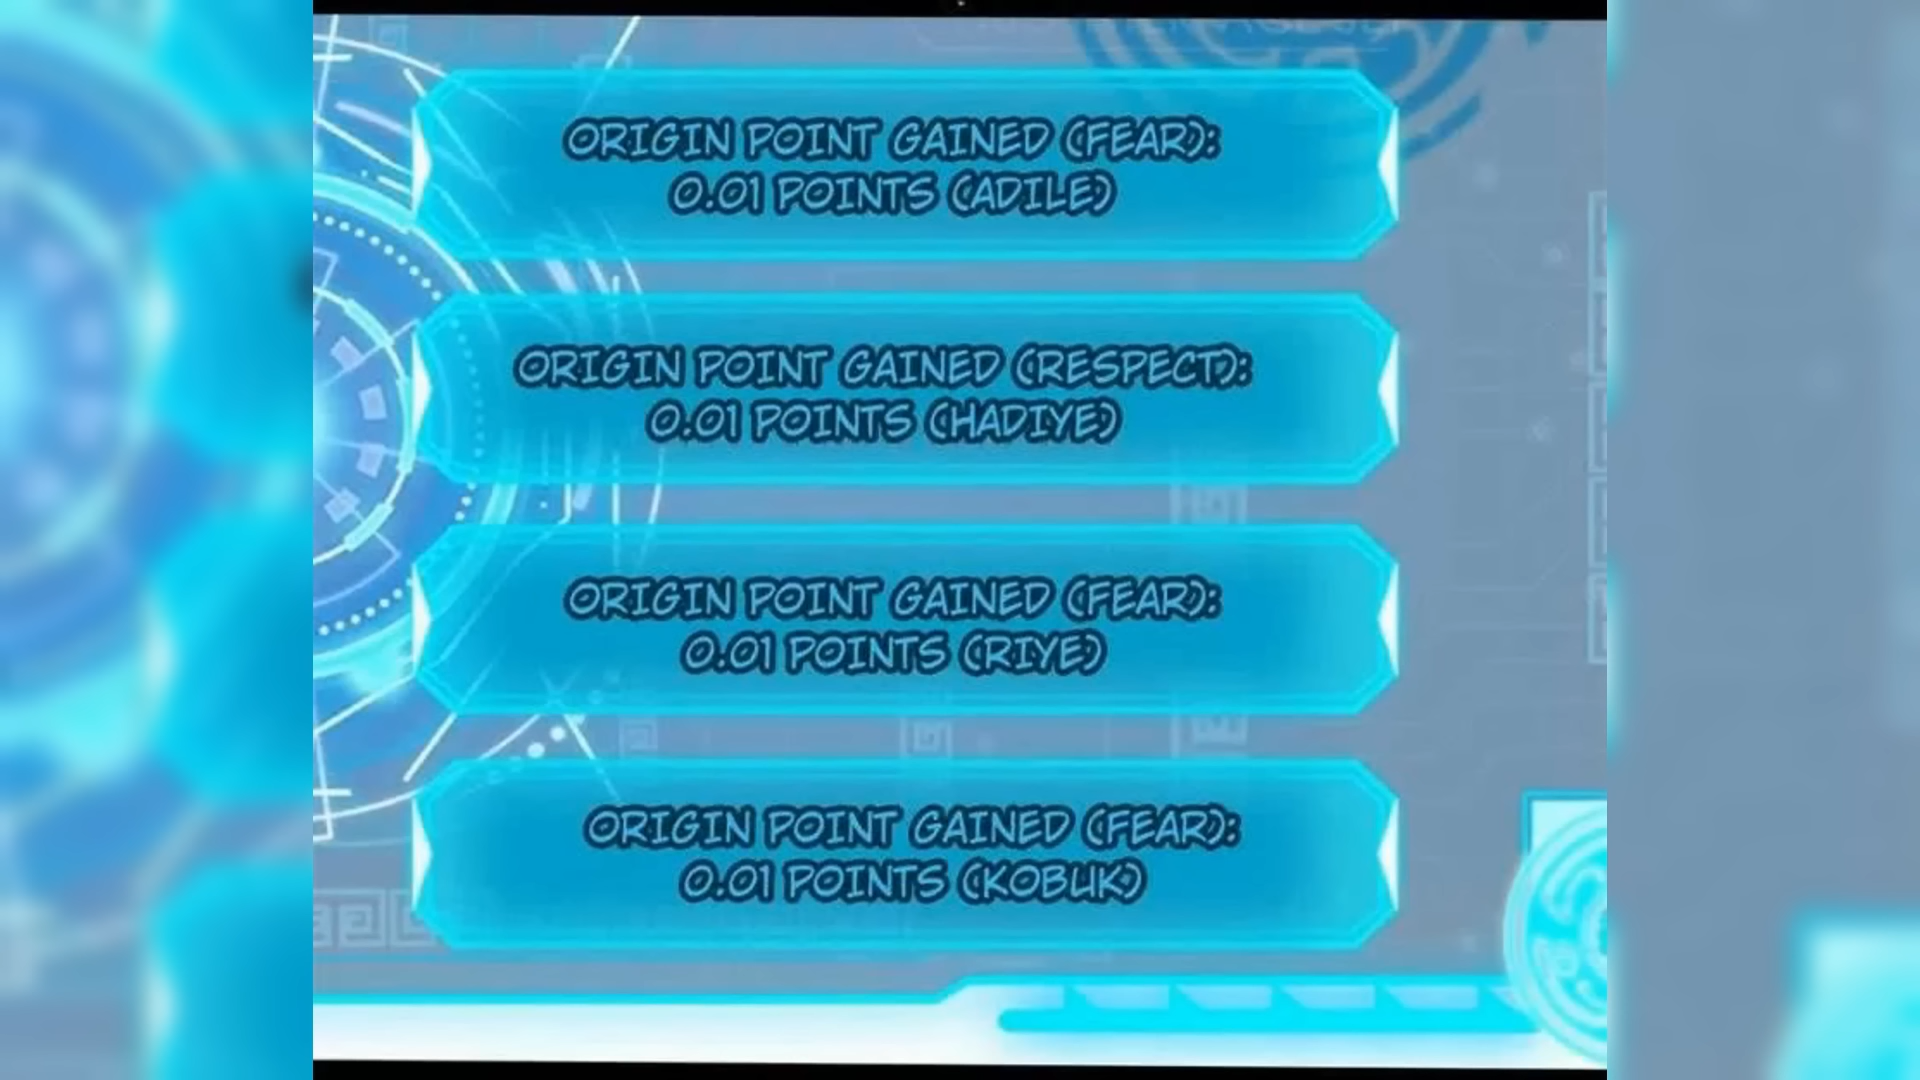 ORIGIN POINT GAINED (FEAR):
0.01 POINTS (ADILE)
ORIGIN POINT GAINED (RESPECT):
0.01 POINTS (HADIYE)
ORIGIN POINT GAINED (FEAR):
0.01 POINTS (RIYE)
ORIGIN POINT GAINED (FEAR):
0.01 POINTS (KOBUK)